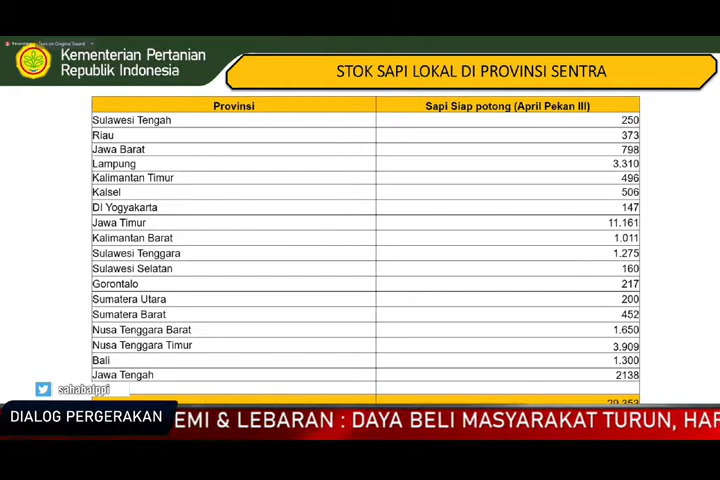 Kementerian Pertanian
Republik Indonesia
STOK SAPI LOKAL DI PROVINSI SENTRA
Provinsi Sapi Siap potong (April Pekan III)
Sulawesi Tengah 250
Riau 373
Jawa Barat 798
Lampung 3.310
Kalimantan Timur 496
Kalsel 506
DI Yogyakarta 147
Jawa Timur 11.161
Kalimantan Barat 1.011
Sulawesi Tenggara 1.275
Sulawesi Selatan 160
Gorontalo 217
Sumatera Utara 200
Sumatera Barat 452
Nusa Tenggara Barat 1.650
Nusa Tenggara Timur 3.909
Bali 1.300
Jawa Tengah 2138
29.353
sahabatppi
DIALOG PERGERAKAN
EMI & LEBARAN : DAYA BELI MASYARAKAT TURUN, HAR